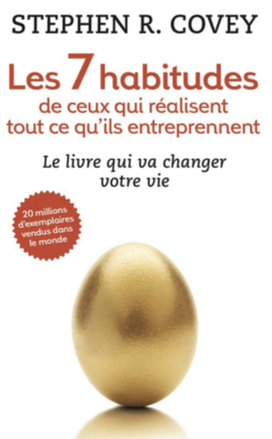 STEPHEN R. COVEY
Les 7 habitudes
de ceux qui réalisent
tout ce qu'ils entreprennent
Le livre qui va changer
votre vie
20 millions
d'exemplaires
vendus dans
le monde